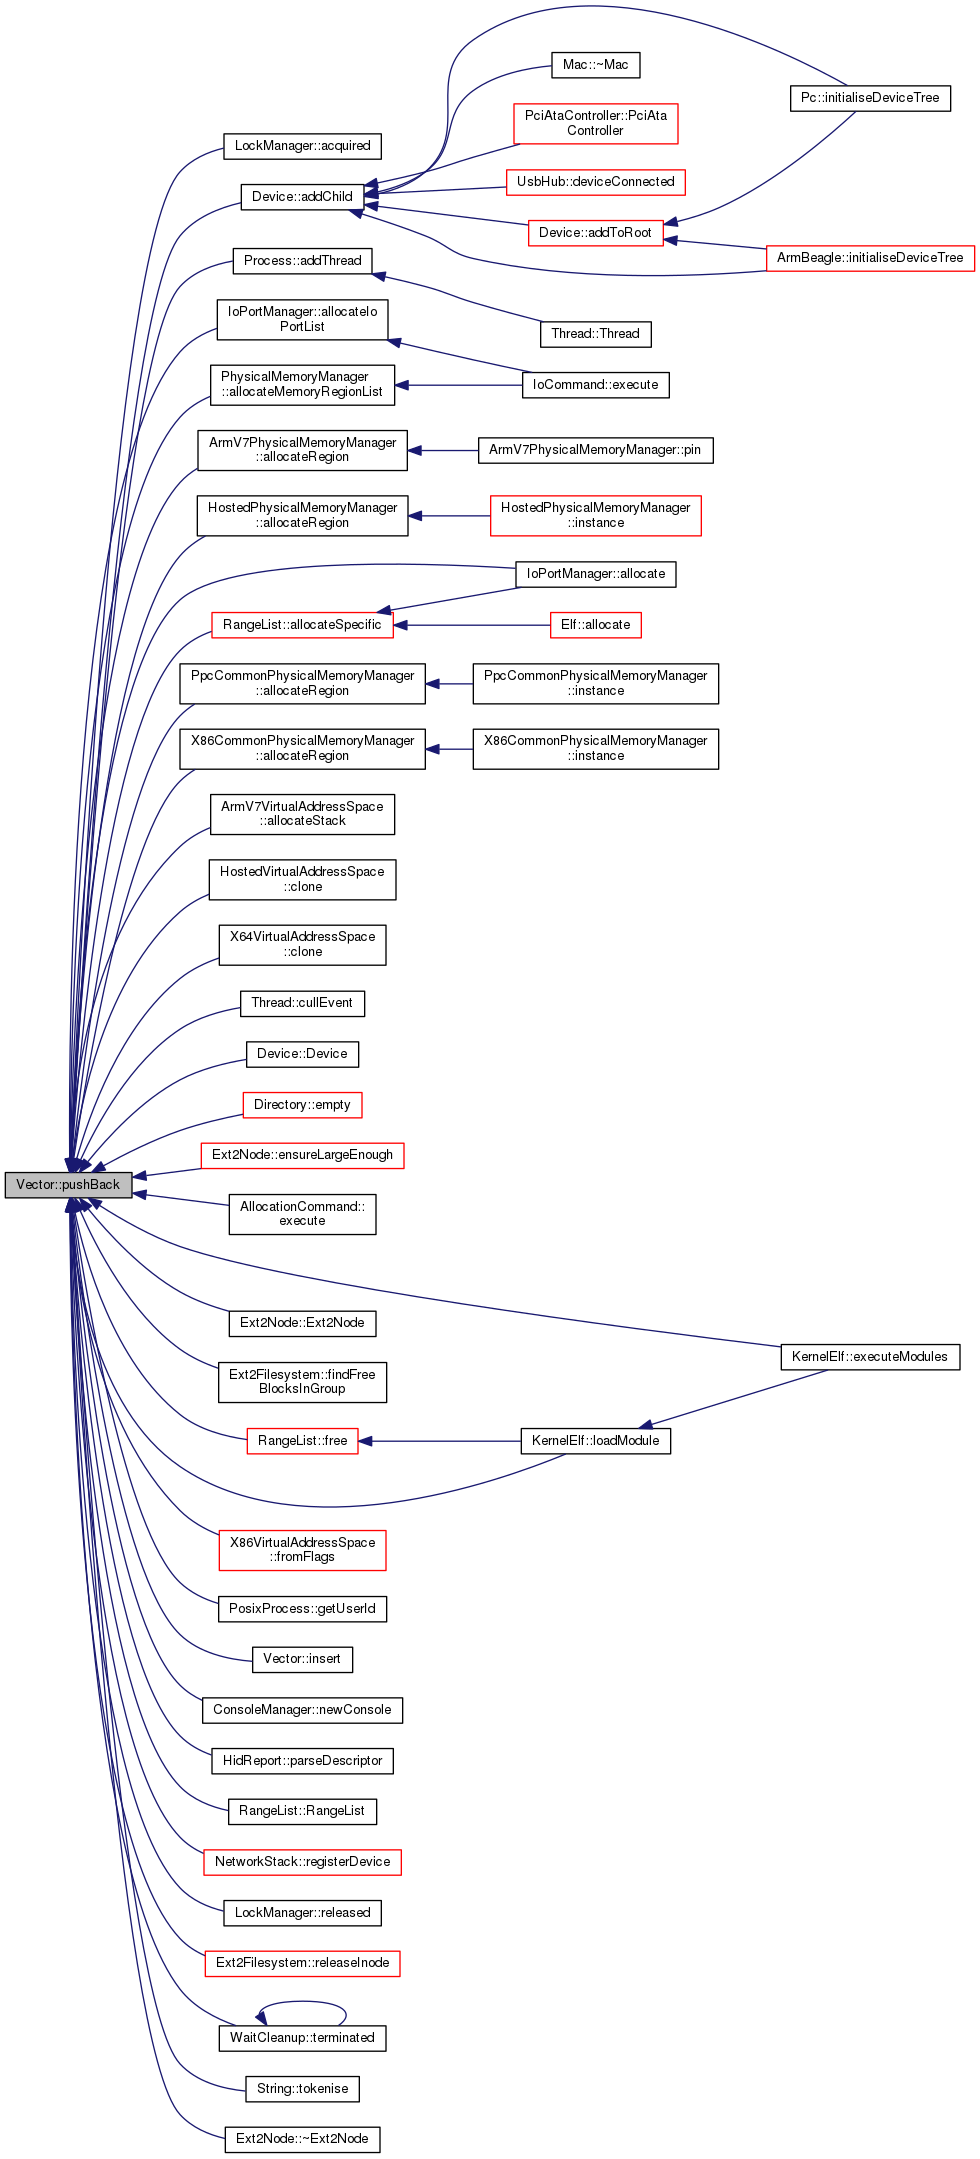 Mac::~Mac
Pc::initialiseDeviceTree
PciAtaController::PciAta
Controller
LockManager::acquired
UsbHub::deviceConnected
Device::addChild
Device::addToRoot
ArmBeagle::initialiseDeviceTree
Process::addThread
IoPortManager::allocateIo
PortList
Thread::Thread
PhysicalMemoryManager
::allocateMemoryRegionList
IoCommand::execute
ArmV7PhysicalMemoryManager
::allocateRegion
ArmV7PhysicalMemoryManager::pin
HostedPhysicalMemoryManager
::allocateRegion
HostedPhysicalMemoryManager
::instance
IoPortManager::allocate
RangeList::allocateSpecific
Elf::allocate
PpcCommonPhysicalMemoryManager
::allocateRegion
PpcCommonPhysicalMemoryManager
::instance
X86CommonPhysicalMemoryManager
::allocateRegion
X86CommonPhysicalMemoryManager
::instance
ArmV7VirtualAddressSpace
::allocateStack
HostedVirtualAddressSpace
::clone
X64VirtualAddressSpace
::clone
Thread::cullEvent
Device::Device
Directory::empty
Ext2Node::ensureLargeEnough
Vector::pushBack
AllocationCommand::
execute
Ext2Node::Ext2Node
KernelElf::executeModules
Ext2Filesystem::findFree
BlocksInGroup
RangeList::free
KernelElf::loadModule
X86VirtualAddressSpace
::fromFlags
PosixProcess::getUserId
Vector::insert
ConsoleManager::newConsole
HidReport::parseDescriptor
RangeList::RangeList
NetworkStack::registerDevice
LockManager::released
Ext2Filesystem::releaseInode
WaitCleanup::terminated
String::tokenise
Ext2Node::~Ext2Node